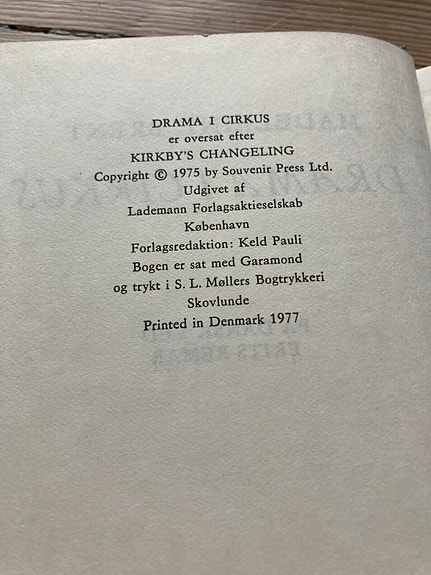 DRAMA I CIRKUS
er oversat efter
KIRKBY'S CHANGELING
Copyright © 1975 by Souvenir Press Ltd.
Udgivet af
Lademann Forlagsaktieselskab
København
Forlagsredaktion: Keld Pauli
Bogen er sat med Garamond
og trykt i S. L. Møllers Bogtrykkeri
Skovlunde
Printed in Denmark 1977